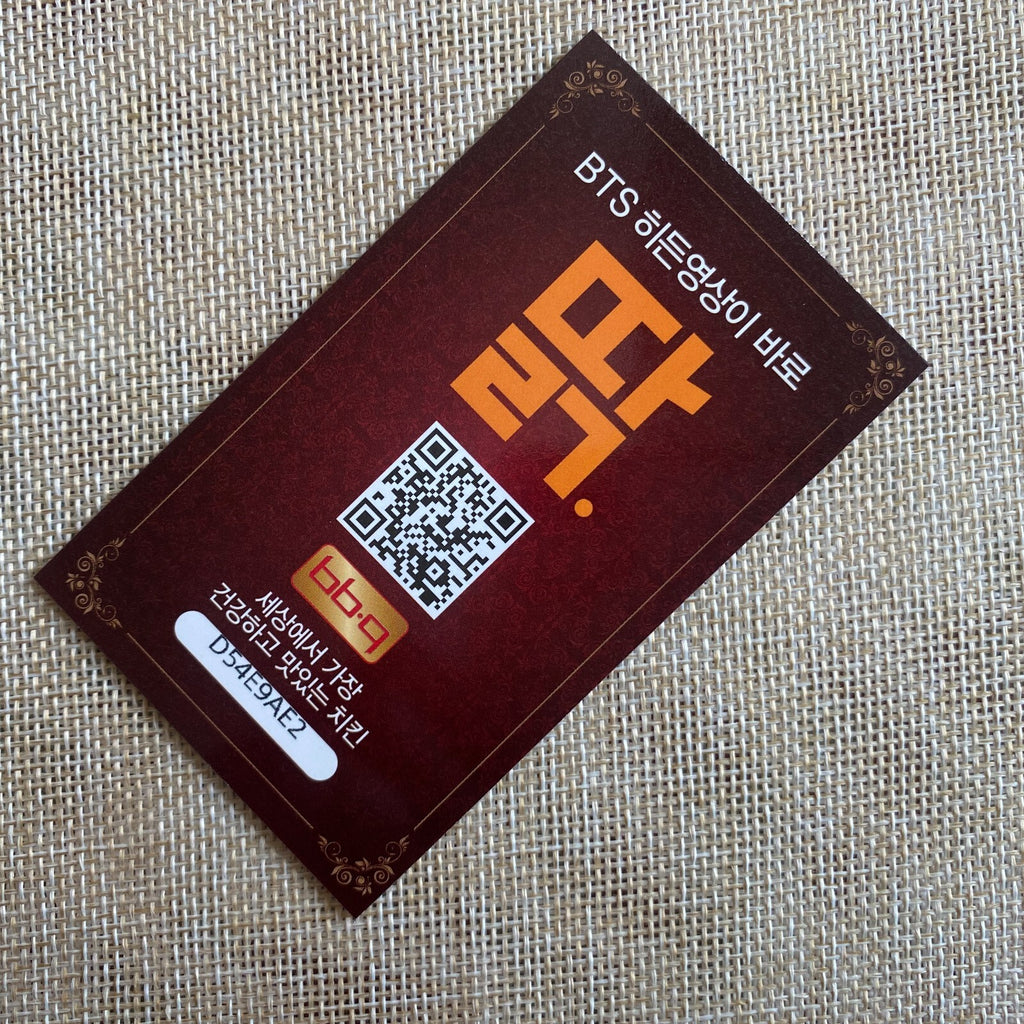 BTS 히든영상이 바로
딹.
bb.q
세상에서 가장
건강하고 맛있는 치킨
D54E9AE2